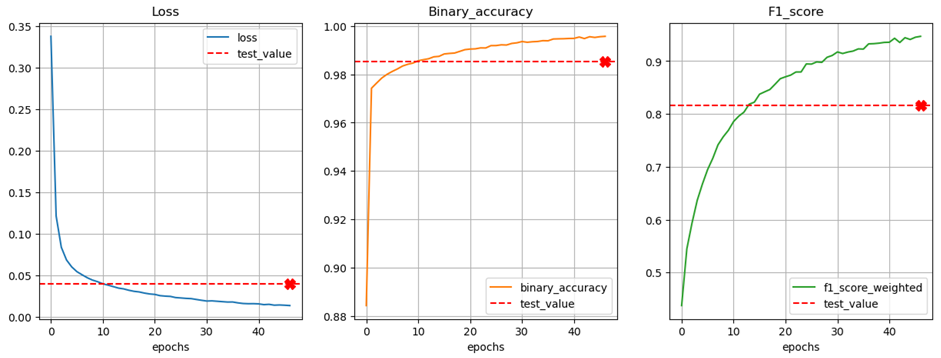 Loss
0.35
0.30
0.25
0.20
0.15
0.10
0.05
0.00
0
10
20
30
40
epochs
loss
test_value
Binary_accuracy
1.00
0.98
0.96
0.94
0.92
0.90
0.88
0
10
20
30
40
epochs
binary_accuracy
test_value
F1_score
0.9
0.8
0.7
0.6
0.5
0
10
20
30
40
epochs
f1_score_weighted
test_value